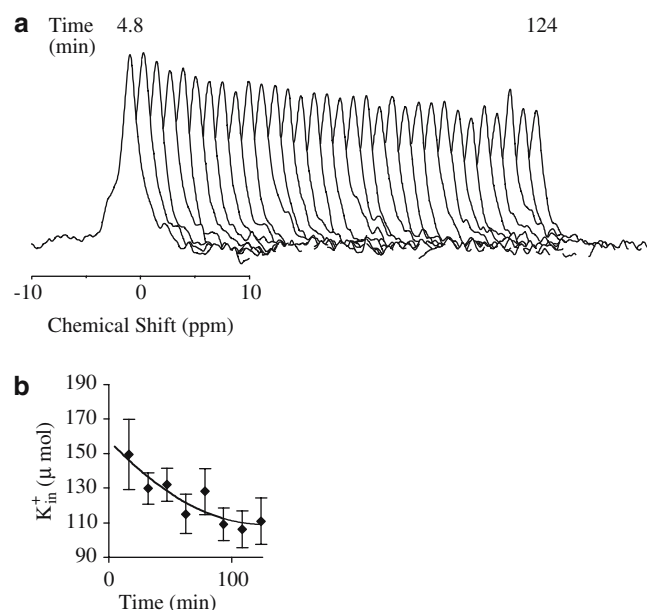 a Time 4.8 124
(min)
-10 0 10
Chemical Shift (ppm)
b
190
170
150
130
110
90
K⁺in (μ mol)
0 100
Time (min)